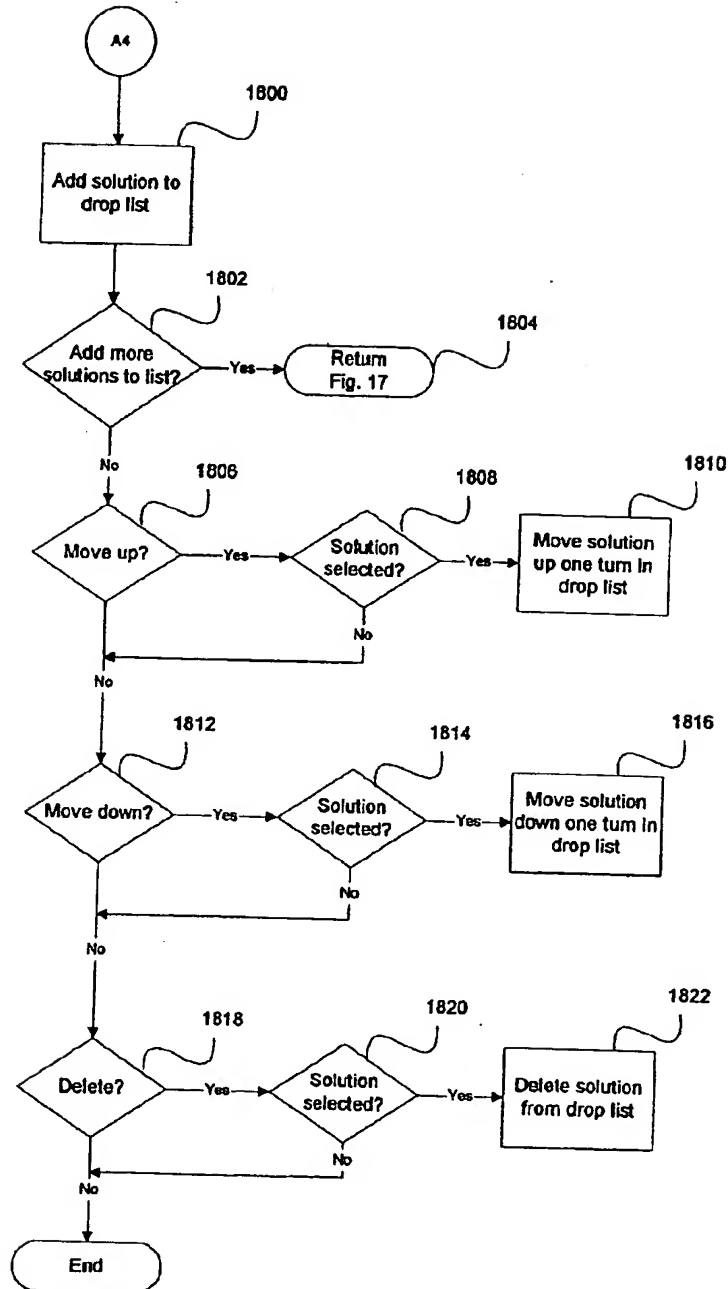 A4
1800
Add solution to
drop list
1802
Add more
solutions to list?
Yes
1804
Return
Fig. 17
No
1806
Move up?
Yes
1808
Solution
selected?
Yes
1810
Move solution
up one turn in
drop list
No
No
1812
Move down?
Yes
1814
Solution
selected?
Yes
1816
Move solution
down one turn in
drop list
No
No
1818
Delete?
Yes
1820
Solution
selected?
Yes
1822
Delete solution
from drop list
No
No
End